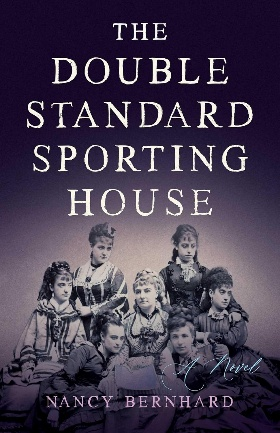 THE
DOUBLE
STANDARD
SPORTING
HOUSE
A Novel
NANCY BERNHARD